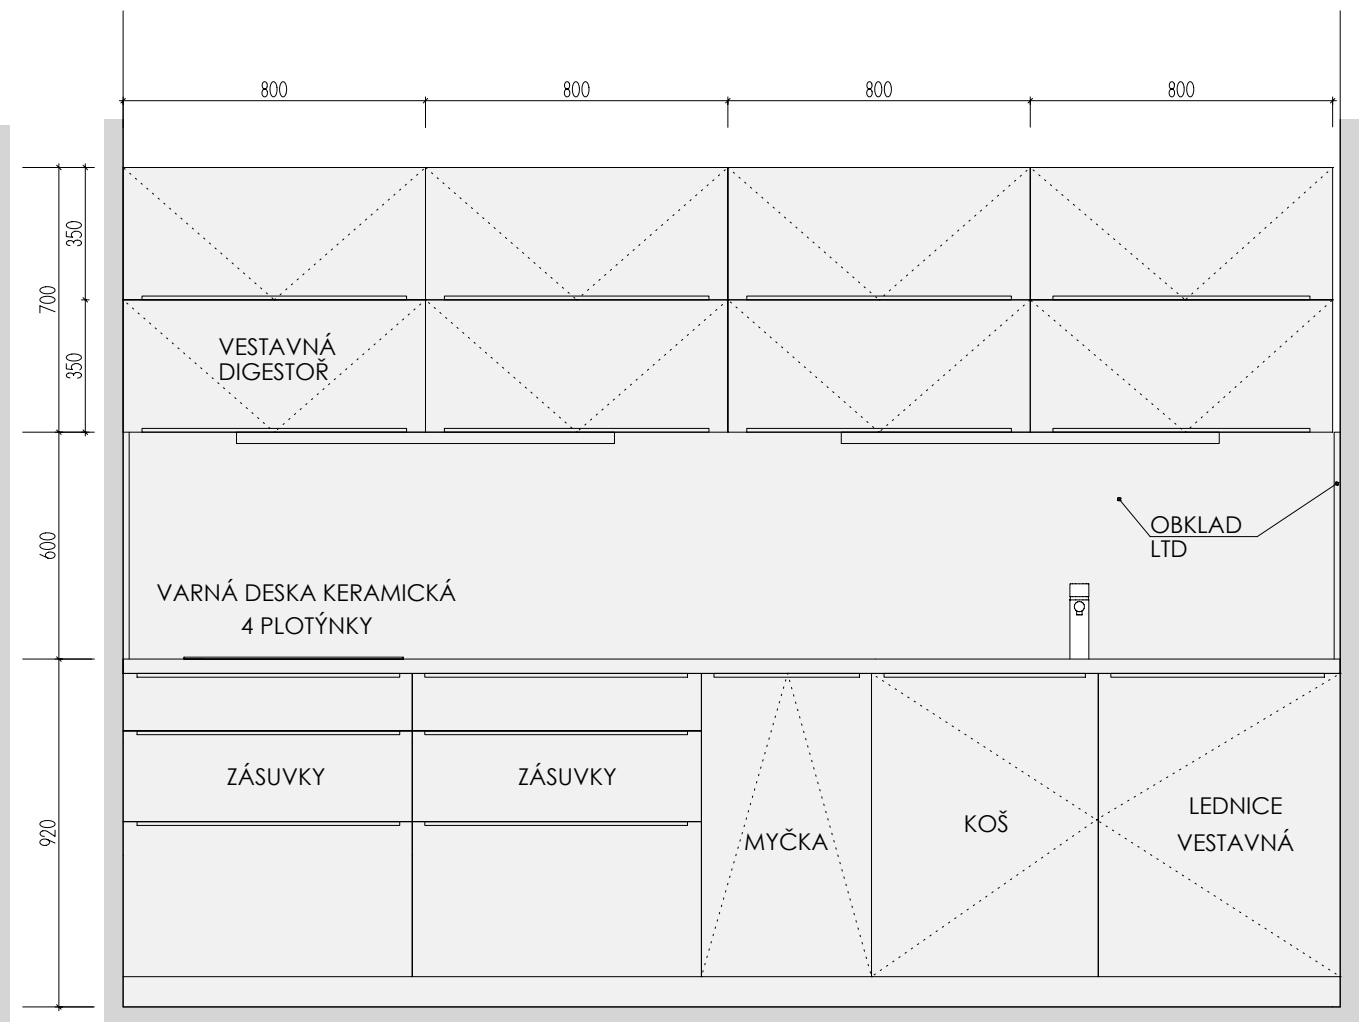 800
800
800
800
350
700
350
VESTAVNÁ
DIGESTOŘ
600
OBKLAD
LTD
VARNÁ DESKA KERAMICKÁ
4 PLOTÝNKY
920
ZÁSUVKY
ZÁSUVKY
MYČKA
KOŠ
LEDNICE
VESTAVNÁ